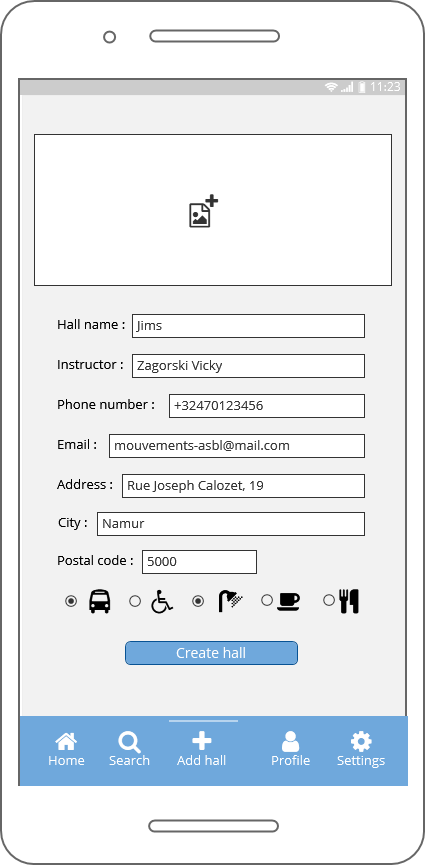 11:23
Hall name : Jims
Instructor : Zagorski Vicky
Phone number : +32470123456
Email : mouvements-asbl@mail.com
Address : Rue Joseph Calozet, 19
City : Namur
Postal code : 5000
Create hall
Home Search Add hall Profile Settings